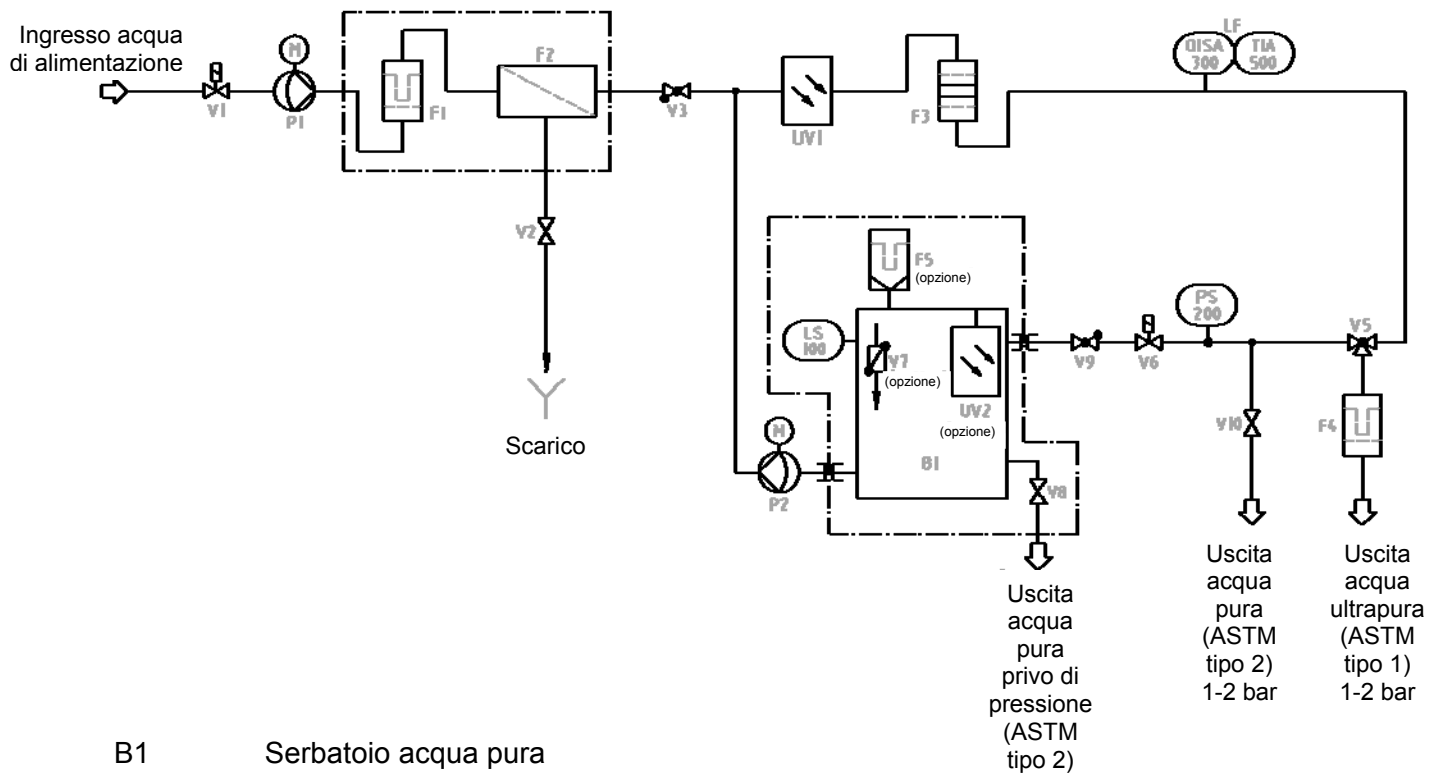 Ingresso acqua
di alimentazione
V1
M
P1
F1
F2
V3
UV1
F3
LF
QISA
300
TIA
500
V2
Scarico
F5
(opzione)
LS
100
V7
(opzione)
UV2
(opzione)
B1
M
P2
V8
V9
V6
PS
200
V5
V10
F4
Uscita
acqua
pura
privo di
pressione
(ASTM
tipo 2)
Uscita
acqua
pura
(ASTM
tipo 2)
1-2 bar
Uscita
acqua
ultrapura
(ASTM
tipo 1)
1-2 bar
B1 Serbatoio acqua pura